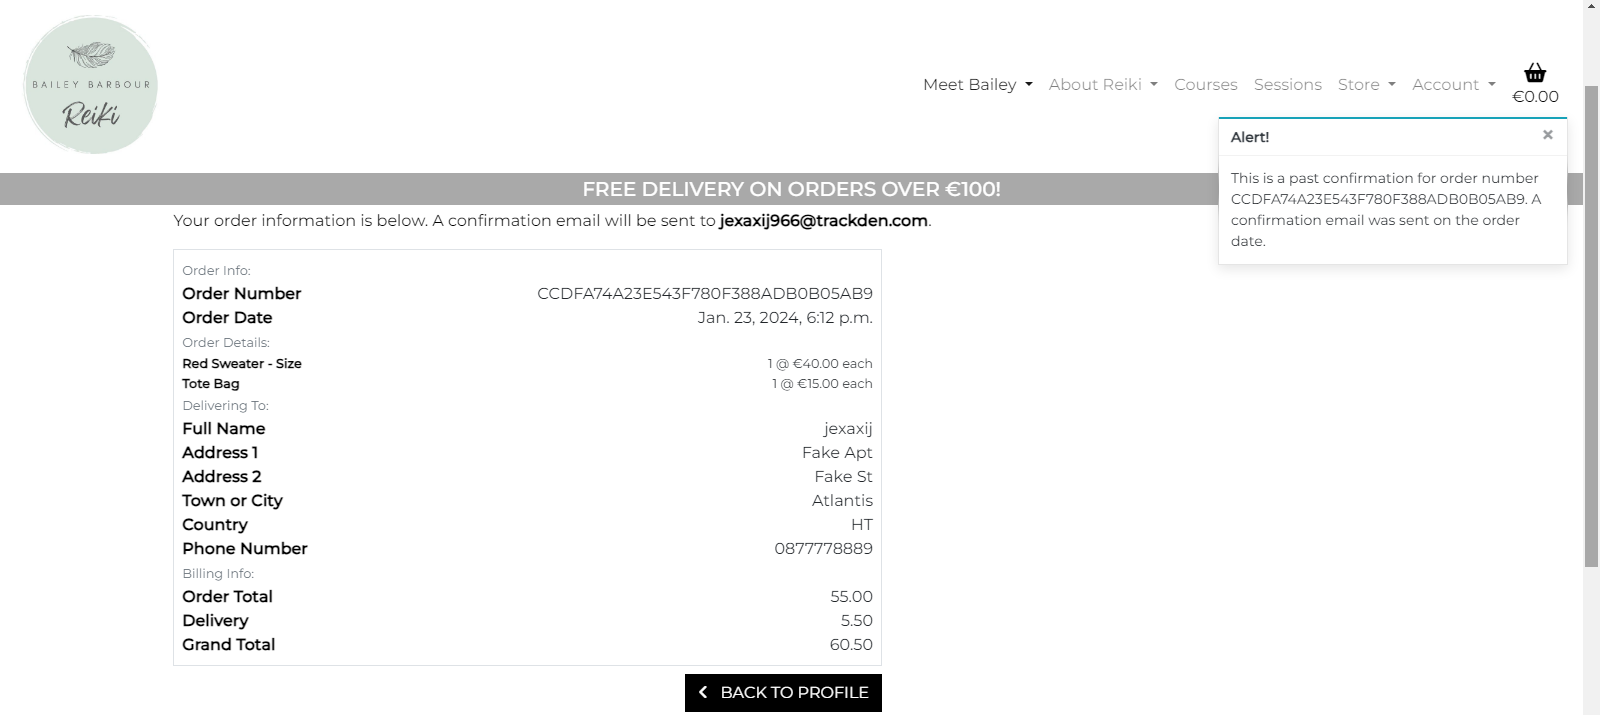 BAILEY BARBOUR
Reiki
Meet Bailey
About Reiki
Courses
Sessions
Store
Account
€0.00
Alert!
×
This is a past confirmation for order number
CCDFA74A23E543F780F388ADB0B05AB9. A
confirmation email was sent on the order
date.
FREE DELIVERY ON ORDERS OVER €100!
Your order information is below. A confirmation email will be sent to jexaxij966@trackden.com.
Order Info:
Order Number CCDFA74A23E543F780F388ADB0B05AB9
Order Date Jan. 23, 2024, 6:12 p.m.
Order Details:
Red Sweater - Size 1 @ €40.00 each
Tote Bag 1 @ €15.00 each
Delivering To:
Full Name jexaxij
Address 1 Fake Apt
Address 2 Fake St
Town or City Atlantis
Country HT
Phone Number 0877778889
Billing Info:
Order Total 55.00
Delivery 5.50
Grand Total 60.50
BACK TO PROFILE